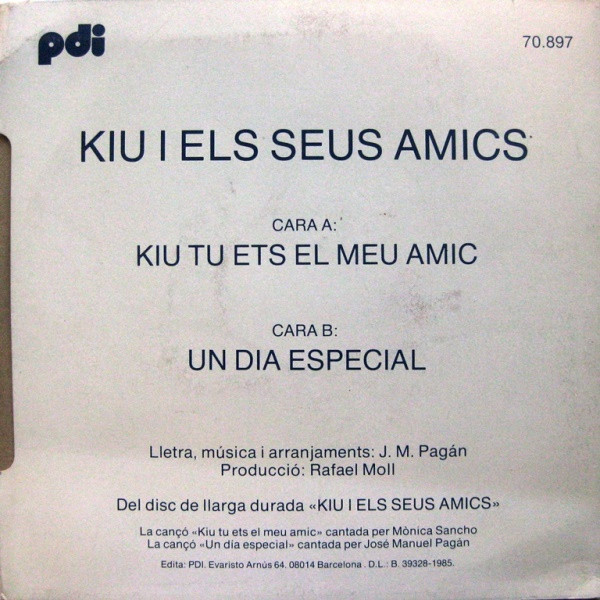 pdi
70.897
KIU I ELS SEUS AMICS
CARA A:
KIU TU ETS EL MEU AMIC
CARA B:
UN DIA ESPECIAL
Lletra, música i arranjaments: J. M. Pagán
Producció: Rafael Moll
Del disc de llarga durada «KIU I ELS SEUS AMICS»
La cançó «Kiu tu ets el meu amic» cantada per Mònica Sancho
La cançó «Un dia especial» cantada per José Manuel Pagán
Edita: PDI. Evaristo Arnús 64. 08014 Barcelona . D.L.: B. 39328-1985.